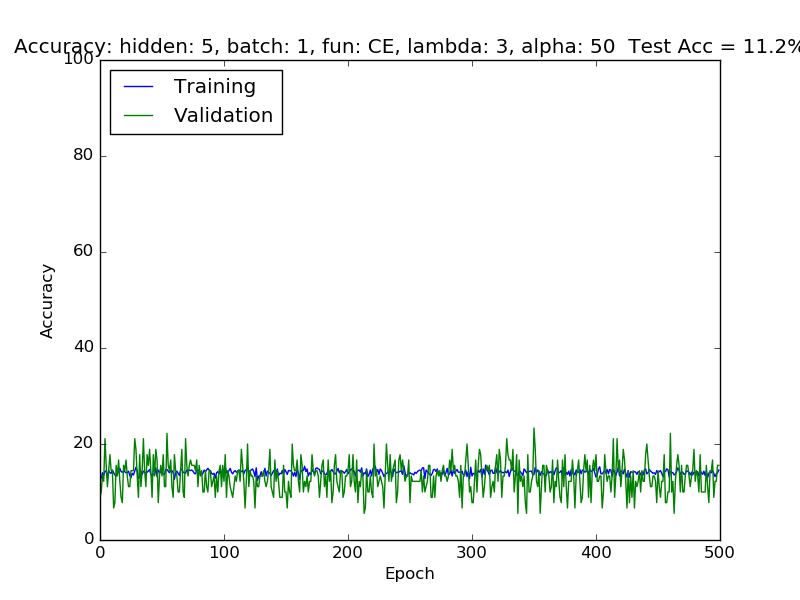 Accuracy: hidden: 5, batch: 1, fun: CE, lambda: 3, alpha: 50  Test Acc = 11.2%
100
Training
Validation
80
60
Accuracy
40
20
0
0 100 200 300 400 500
Epoch